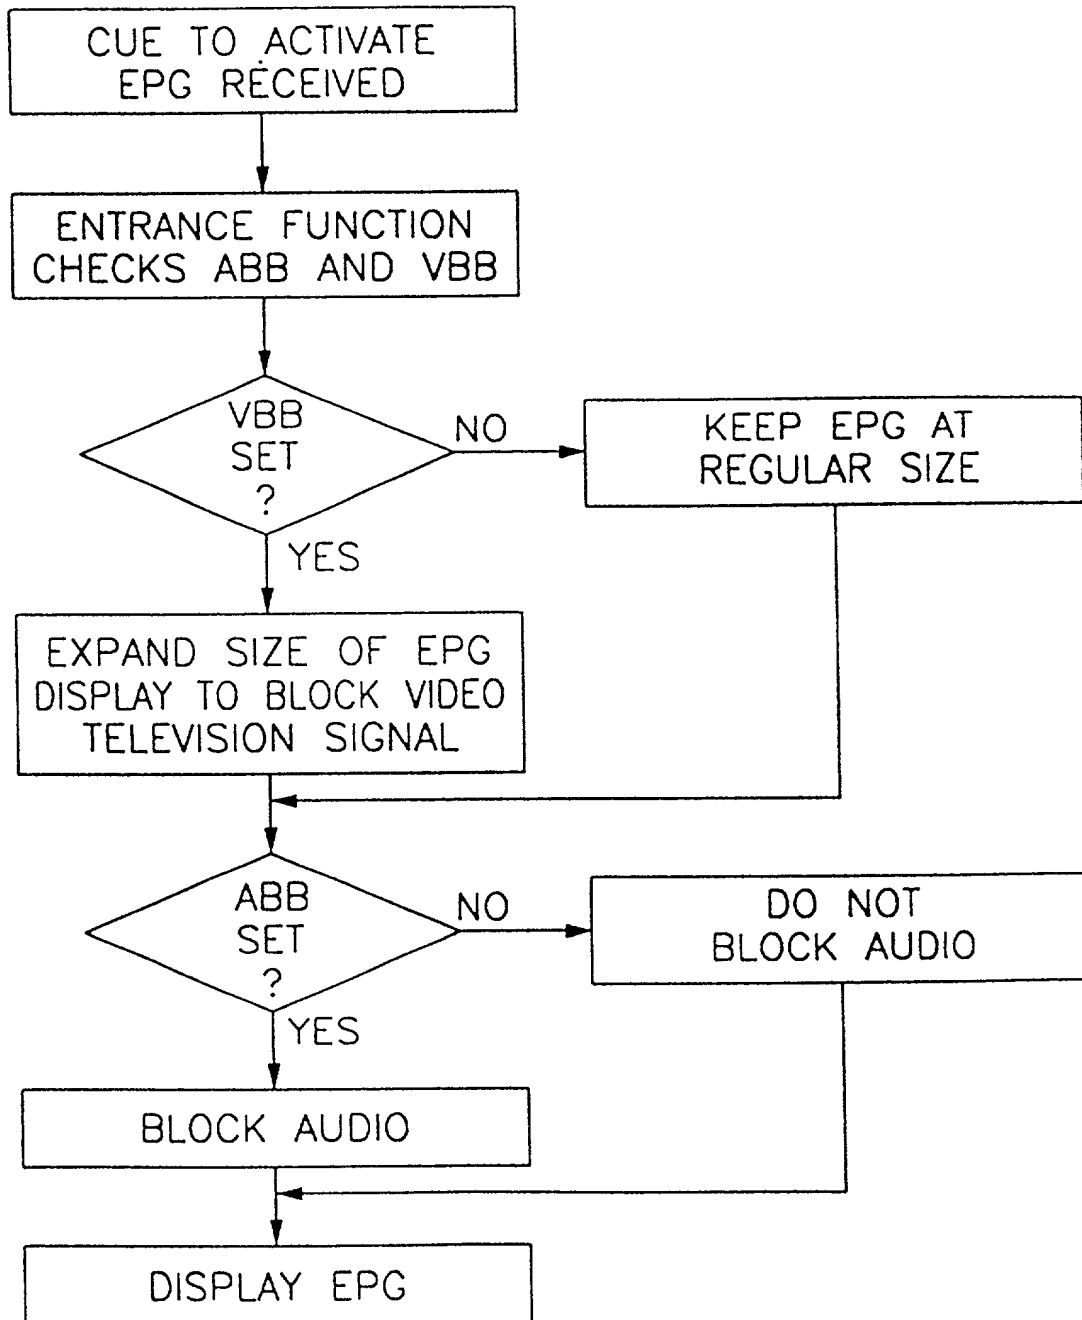 CUE TO ACTIVATE
EPG RECEIVED
ENTRANCE FUNCTION
CHECKS ABB AND VBB
VBB
SET
?
NO
KEEP EPG AT
REGULAR SIZE
YES
EXPAND SIZE OF EPG
DISPLAY TO BLOCK VIDEO
TELEVISION SIGNAL
ABB
SET
?
NO
DO NOT
BLOCK AUDIO
YES
BLOCK AUDIO
DISPLAY EPG